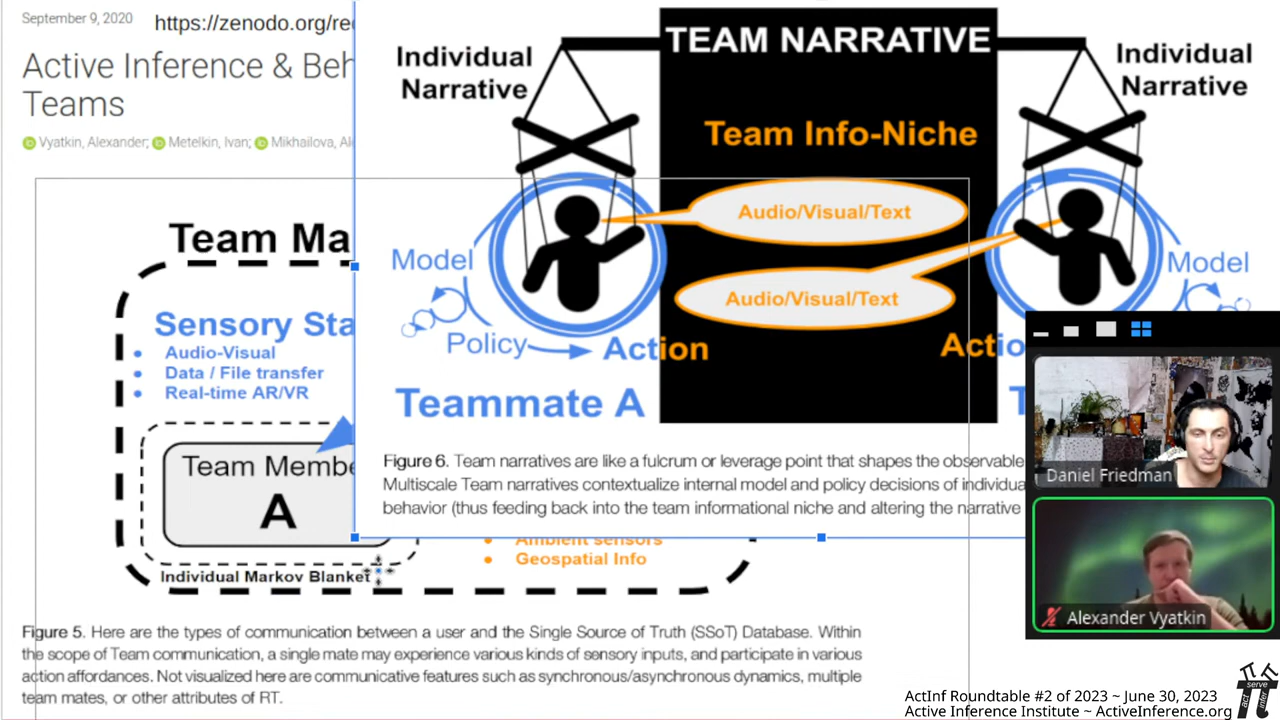 September 9, 2020
https://zenodo.org/rec
Active Inference & Beh
Teams
Vyatkin, Alexander; Metelkin, Ivan; Mikhailova, Al
Team Ma
Sensory Sta
Audio-Visual
Data / File transfer
Real-time AR/VR
Team Membe
A
Individual Markov Blanket
Ambient sensors
Geospatial Info
Figure 5. Here are the types of communication between a user and the Single Source of Truth (SSoT) Database. Within
the scope of Team communication, a single mate may experience various kinds of sensory inputs, and participate in various
action affordances. Not visualized here are communicative features such as synchronous/asynchronous dynamics, multiple
team mates, or other attributes of RT.
TEAM NARRATIVE
Individual
Narrative
Individual
Narrative
Team Info-Niche
Audio/Visual/Text
Audio/Visual/Text
Model
Policy
Action
Teammate A
Model
Actio
T
Figure 6. Team narratives are like a fulcrum or leverage point that shapes the observable
Multiscale Team narratives contextualize internal model and policy decisions of individua
behavior (thus feeding back into the team informational niche and altering the narrative
Daniel Friedman
Alexander Vyatkin
ActInf Roundtable #2 of 2023 ~ June 30, 2023
Active Inference Institute ~ ActiveInference.org
serve
act
infer